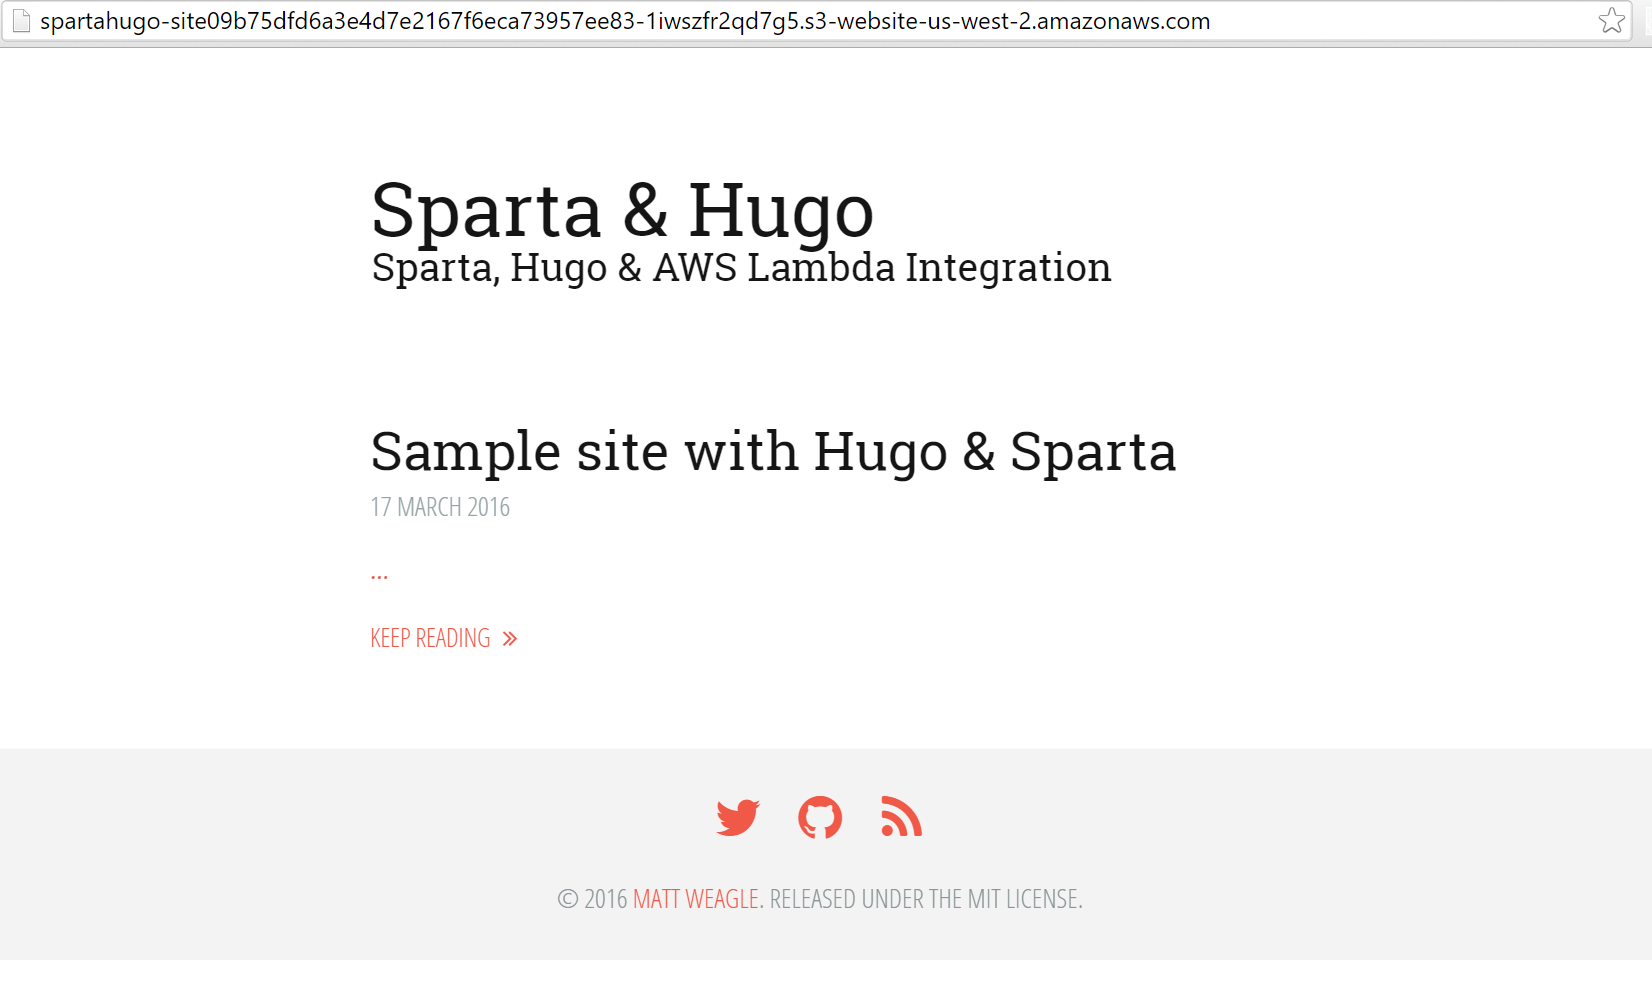 spartahugo-site09b75dfd6a3e4d7e2167f6eca73957ee83-1iwszfr2qd7g5.s3-website-us-west-2.amazonaws.com
Sparta & Hugo
Sparta, Hugo & AWS Lambda Integration
Sample site with Hugo & Sparta
17 MARCH 2016
...
KEEP READING »
© 2016 MATT WEAGLE. RELEASED UNDER THE MIT LICENSE.